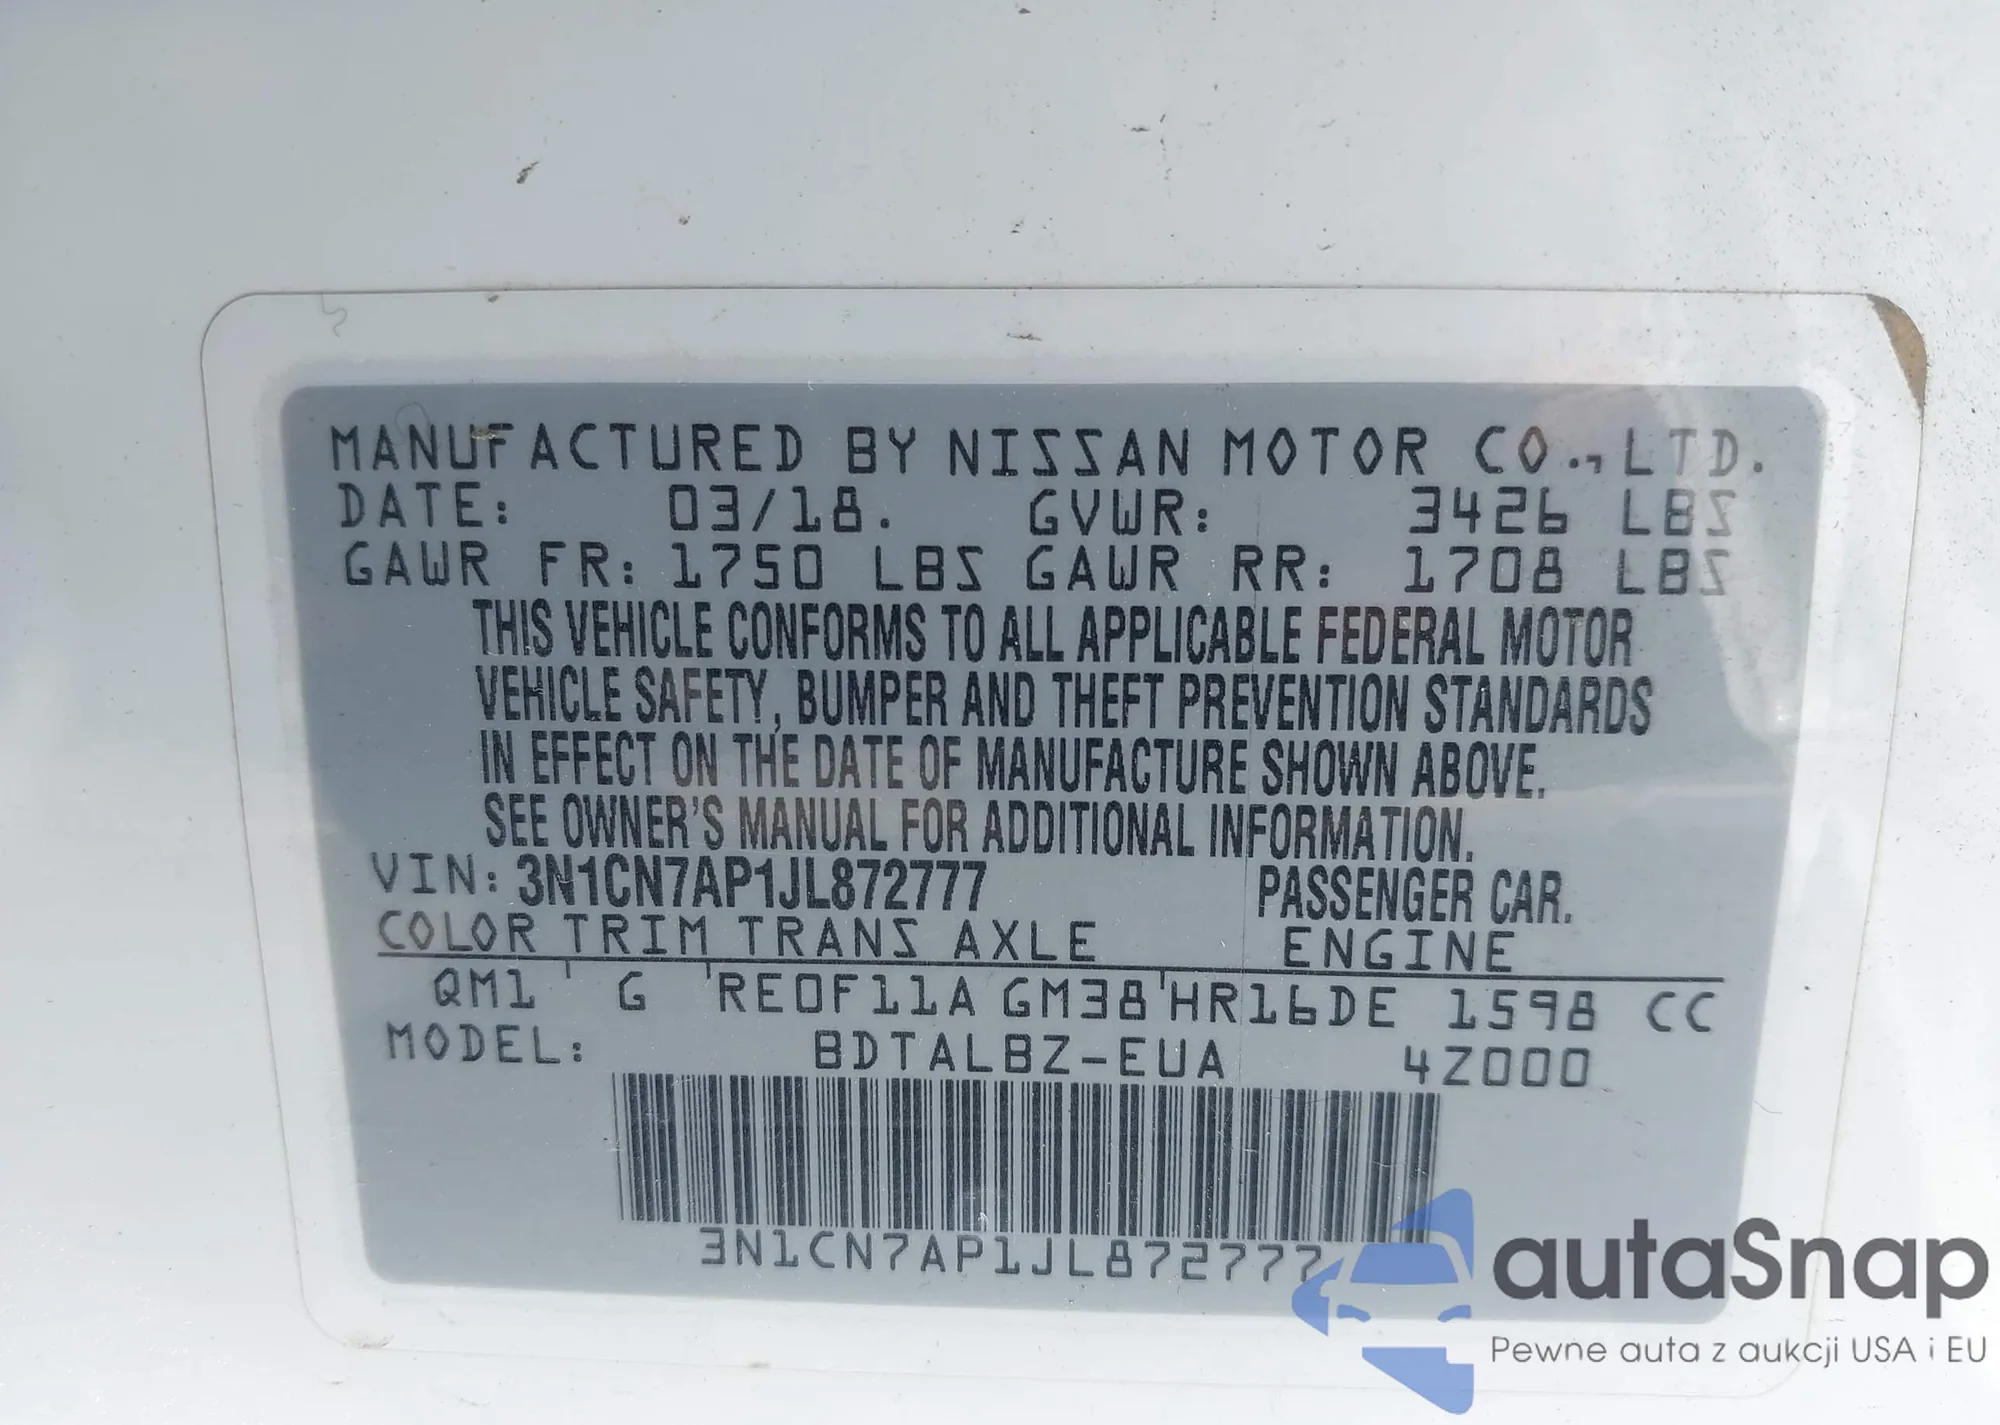 MANUFACTURED BY NISSAN MOTOR CO., LTD.
DATE: 03/18. GVWR: 3426 LBS
GAWR FR: 1750 LBS GAWR RR: 1708 LBS
THIS VEHICLE CONFORMS TO ALL APPLICABLE FEDERAL MOTOR
VEHICLE SAFETY, BUMPER AND THEFT PREVENTION STANDARDS
IN EFFECT ON THE DATE OF MANUFACTURE SHOWN ABOVE.
SEE OWNER'S MANUAL FOR ADDITIONAL INFORMATION.
VIN: 3N1CN7AP1JL872777 PASSENGER CAR.
COLOR TRIM TRANS AXLE ENGINE
QM1 G RE0F11A GM38 HR16DE 1598 CC
MODEL: BDTALBZ-EUA 4Z000
3N1CN7AP1JL872777
autaSnap
Pewne auta z aukcji USA i EU